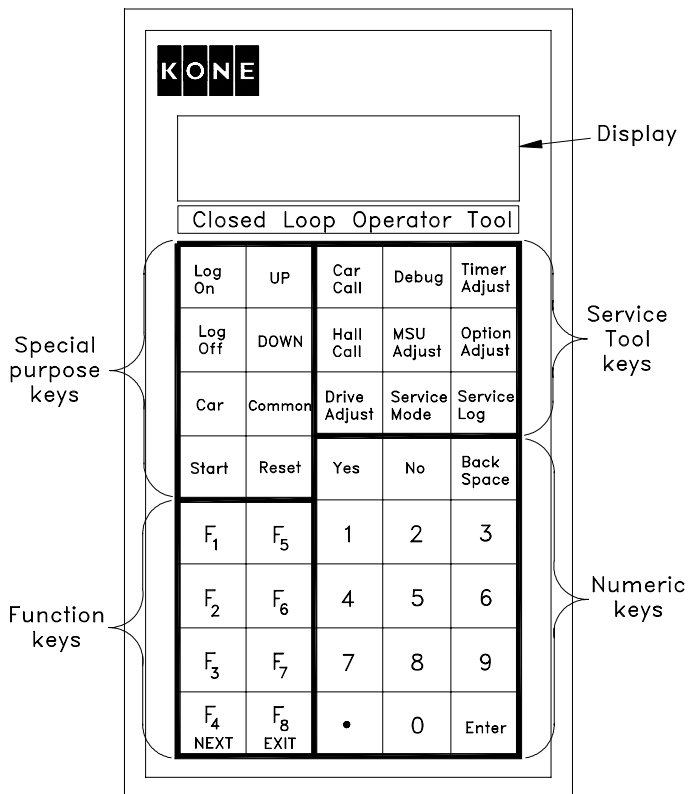 KONE
Display
Closed Loop Operator Tool
Special
purpose
keys
Service
Tool
keys
Function
keys
Numeric
keys
Log
On
UP
Car
Call
Debug
Timer
Adjust
Log
Off
DOWN
Hall
Call
MSU
Adjust
Option
Adjust
Car
Common
Drive
Adjust
Service
Mode
Service
Log
Start
Reset
Yes
No
Back
Space
F1
F5
1
2
3
F2
F6
4
5
6
F3
F7
7
8
9
F4
NEXT
F8
EXIT
•
0
Enter